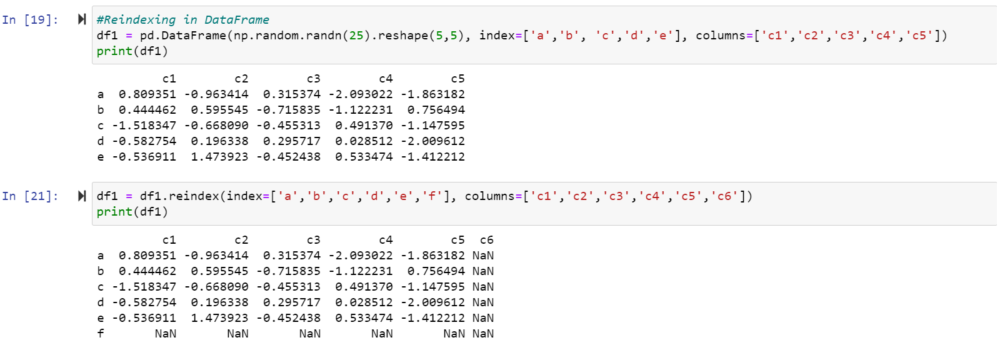 In [19]: #Reindexing in DataFrame
df1 = pd.DataFrame(np.random.randn(25).reshape(5,5), index=['a','b', 'c','d','e'], columns=['c1','c2','c3','c4','c5'])
print(df1)
         c1        c2        c3        c4        c5
a  0.809351 -0.963414  0.315374 -2.093022 -1.863182
b  0.444462  0.595545 -0.715835 -1.122231  0.756494
c -1.518347 -0.668090 -0.455313  0.491370 -1.147595
d -0.582754  0.196338  0.295717  0.028512 -2.009612
e -0.536911  1.473923 -0.452438  0.533474 -1.412212
In [21]: df1 = df1.reindex(index=['a','b','c','d','e','f'], columns=['c1','c2','c3','c4','c5','c6'])
print(df1)
         c1        c2        c3        c4        c5  c6
a  0.809351 -0.963414  0.315374 -2.093022 -1.863182 NaN
b  0.444462  0.595545 -0.715835 -1.122231  0.756494 NaN
c -1.518347 -0.668090 -0.455313  0.491370 -1.147595 NaN
d -0.582754  0.196338  0.295717  0.028512 -2.009612 NaN
e -0.536911  1.473923 -0.452438  0.533474 -1.412212 NaN
f       NaN       NaN       NaN       NaN       NaN NaN